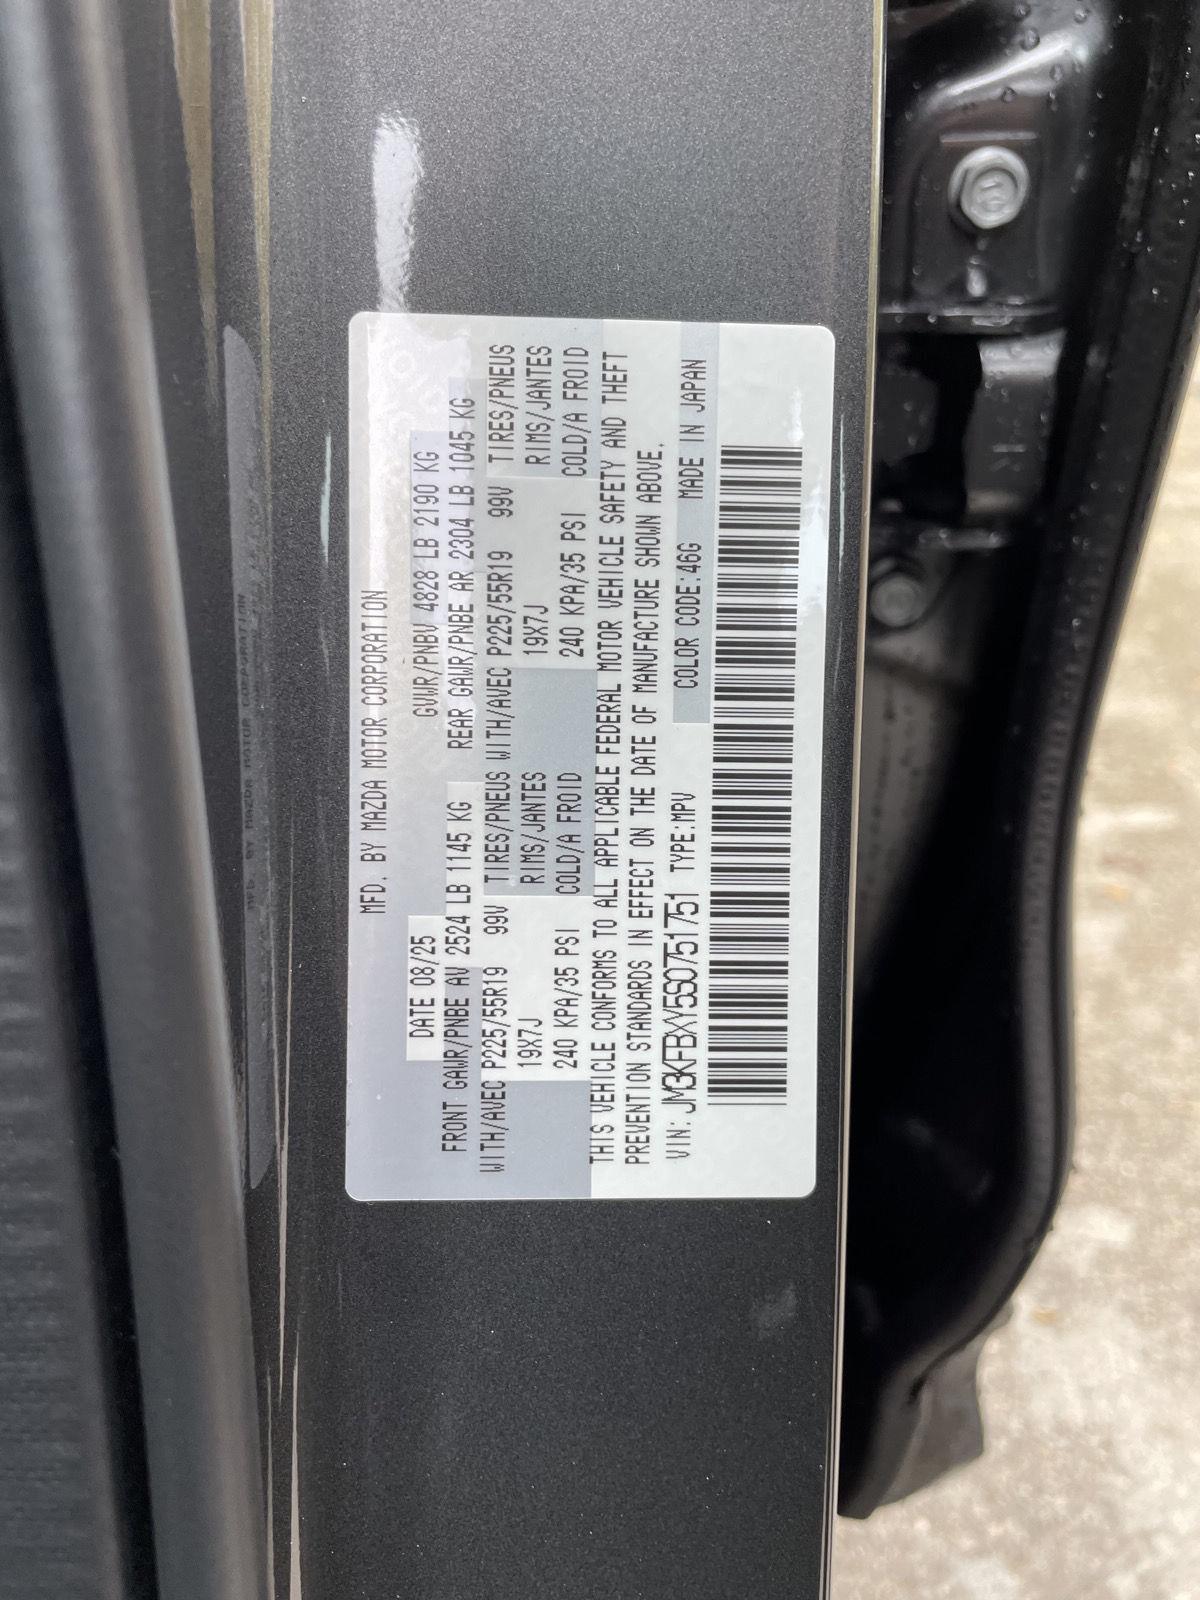 MFD. BY MAZDA MOTOR CORPORATION
DATE 08/25 GVWR/PNBV 4828 LB 2190 KG
FRONT GAWR/PNBE AV 2524 LB 1145 KG REAR GAWR/PNBE AR 2304 LB 1045 KG
WITH/AVEC P225/55R19 99V TIRES/PNEUS WITH/AVEC P225/55R19 99V TIRES/PNEUS
19X7J RIMS/JANTES 19X7J RIMS/JANTES
240 KPA/35 PSI COLD/A FROID 240 KPA/35 PSI COLD/A FROID
THIS VEHICLE CONFORMS TO ALL APPLICABLE FEDERAL MOTOR VEHICLE SAFETY AND THEFT
PREVENTION STANDARDS IN EFFECT ON THE DATE OF MANUFACTURE SHOWN ABOVE.
VIN: JM3KFBXY5S0751751 TYPE:MPV COLOR CODE:46G MADE IN JAPAN